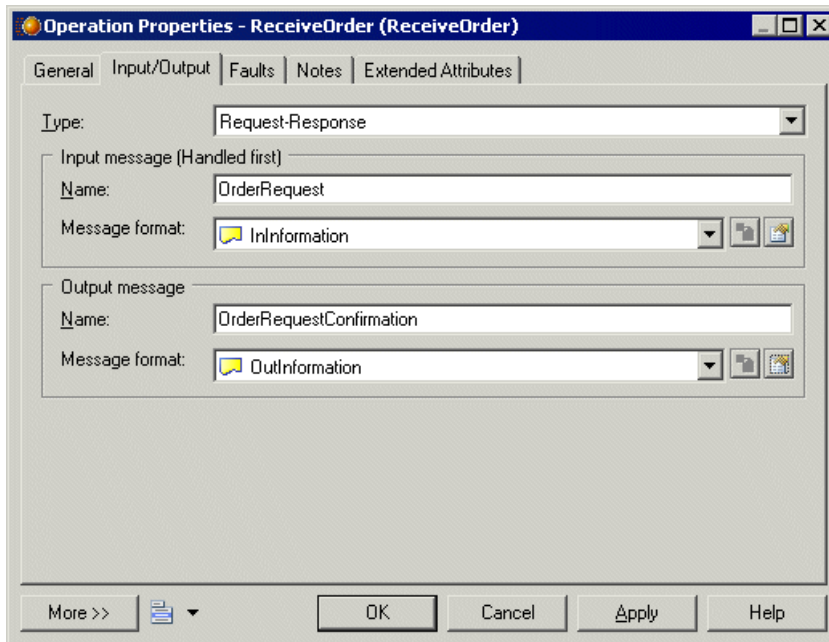 Operation Properties - ReceiveOrder (ReceiveOrder)
General Input/Output Faults Notes Extended Attributes
Type: Request-Response
Input message (Handled first)
Name: OrderRequest
Message format: InInformation
Output message
Name: OrderRequestConfirmation
Message format: OutInformation
More >> OK Cancel Apply Help